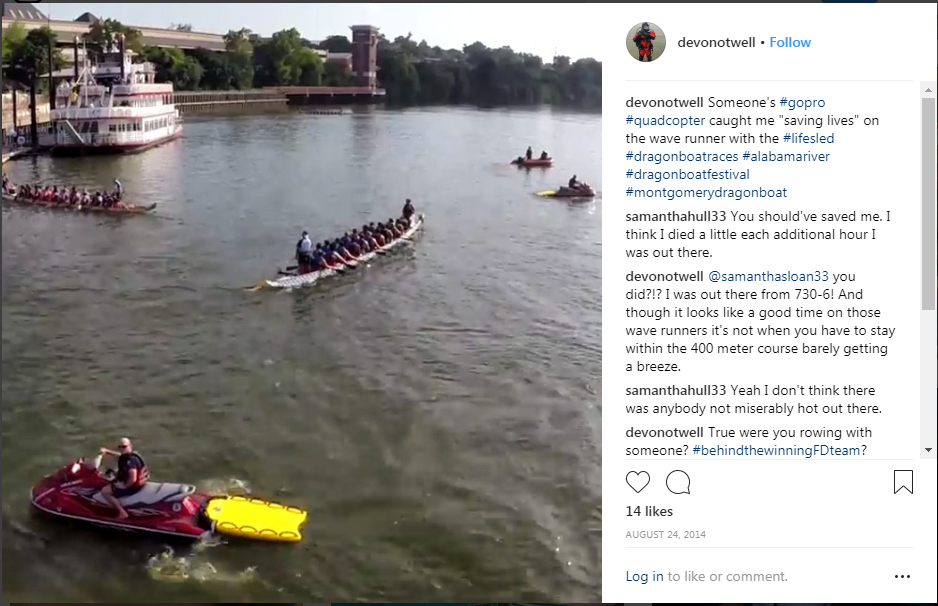 devonotwell • Follow
devonotwell Someone's #gopro
#quadcopter caught me "saving lives" on
the wave runner with the #lifesled
#dragonboatraces #alabamariver
#dragonboatfestival
#montgomerydragonboat
samanthahull33 You should've saved me. I
think I died a little each additional hour I
was out there.
devonotwell @samanthasloan33 you
did?!? I was out there from 730-6! And
though it looks like a good time on those
wave runners it's not when you have to stay
within the 400 meter course barely getting
a breeze.
samanthahull33 Yeah I don't think there
was anybody not miserably hot out there.
devonotwell True were you rowing with
someone? #behindthewinningFDteam?
14 likes
AUGUST 24, 2014
Log in to like or comment.